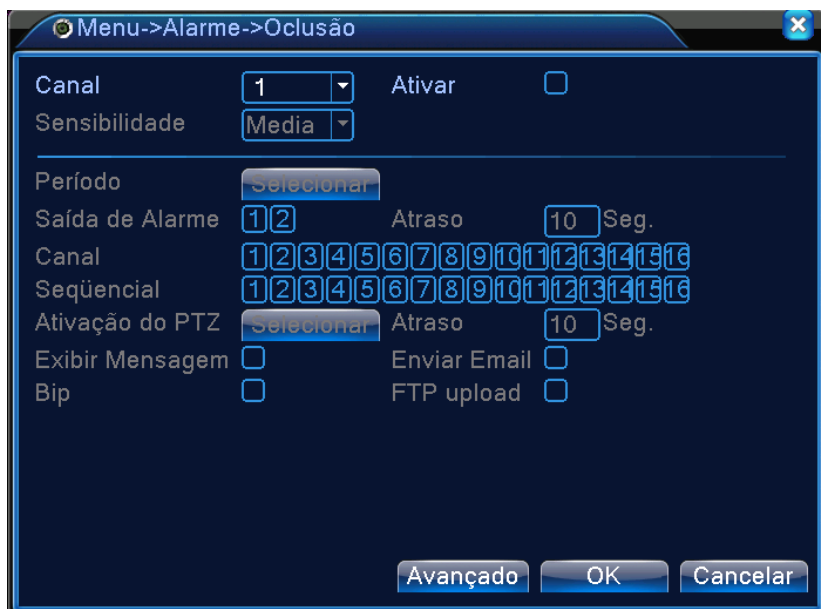 Menu->Alarme->Oclusão
Canal 1 Ativar
Sensibilidade Media
Período Selecionar
Saída de Alarme 1 2 Atraso 10 Seg.
Canal 1 2 3 4 5 6 7 8 9 10 11 12 13 14 15 16
Seqüencial 1 2 3 4 5 6 7 8 9 10 11 12 13 14 15 16
Ativação do PTZ Selecionar Atraso 10 Seg.
Exibir Mensagem Enviar Email
Bip FTP upload
Avançado OK Cancelar